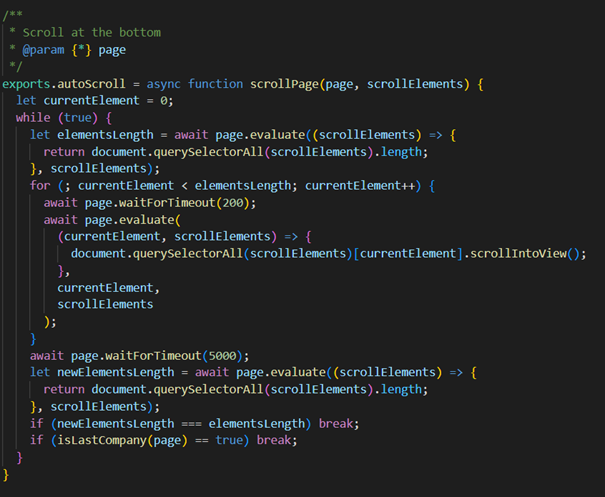 /**
 * Scroll at the bottom
 * @param {*} page
 */
exports.autoScroll = async function scrollPage(page, scrollElements) {
  let currentElement = 0;
  while (true) {
    let elementsLength = await page.evaluate((scrollElements) => {
      return document.querySelectorAll(scrollElements).length;
    }, scrollElements);
    for (; currentElement < elementsLength; currentElement++) {
      await page.waitForTimeout(200);
      await page.evaluate(
        (currentElement, scrollElements) => {
          document.querySelectorAll(scrollElements)[currentElement].scrollIntoView();
        },
        currentElement,
        scrollElements
      );
    }
    await page.waitForTimeout(5000);
    let newElementsLength = await page.evaluate((scrollElements) => {
      return document.querySelectorAll(scrollElements).length;
    }, scrollElements);
    if (newElementsLength === elementsLength) break;
    if (isLastCompany(page) == true) break;
  }
}